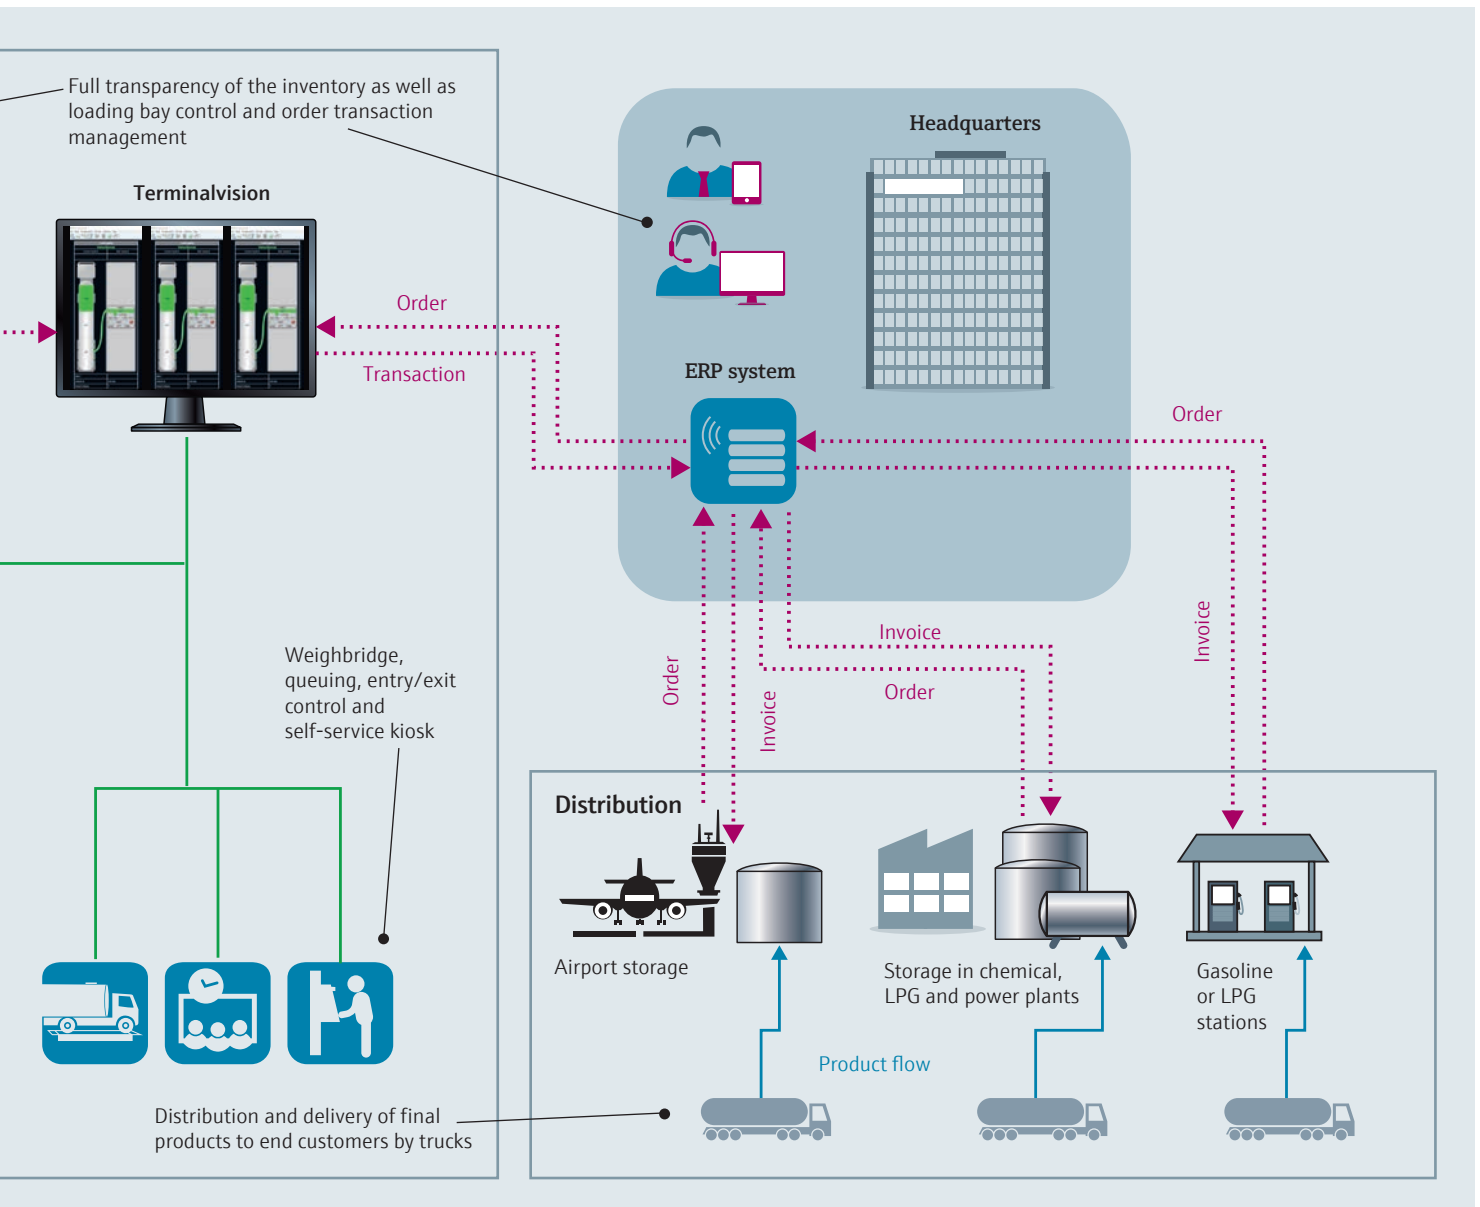 Full transparency of the inventory as well as
loading bay control and order transaction
management
Terminalvision
Headquarters
Order
Transaction
ERP system
Order
Invoice
Order
Invoice
Order
Invoice
Weighbridge,
queuing, entry/exit
control and
self-service kiosk
Distribution
Airport storage
Storage in chemical,
LPG and power plants
Gasoline
or LPG
stations
Product flow
Distribution and delivery of final
products to end customers by trucks